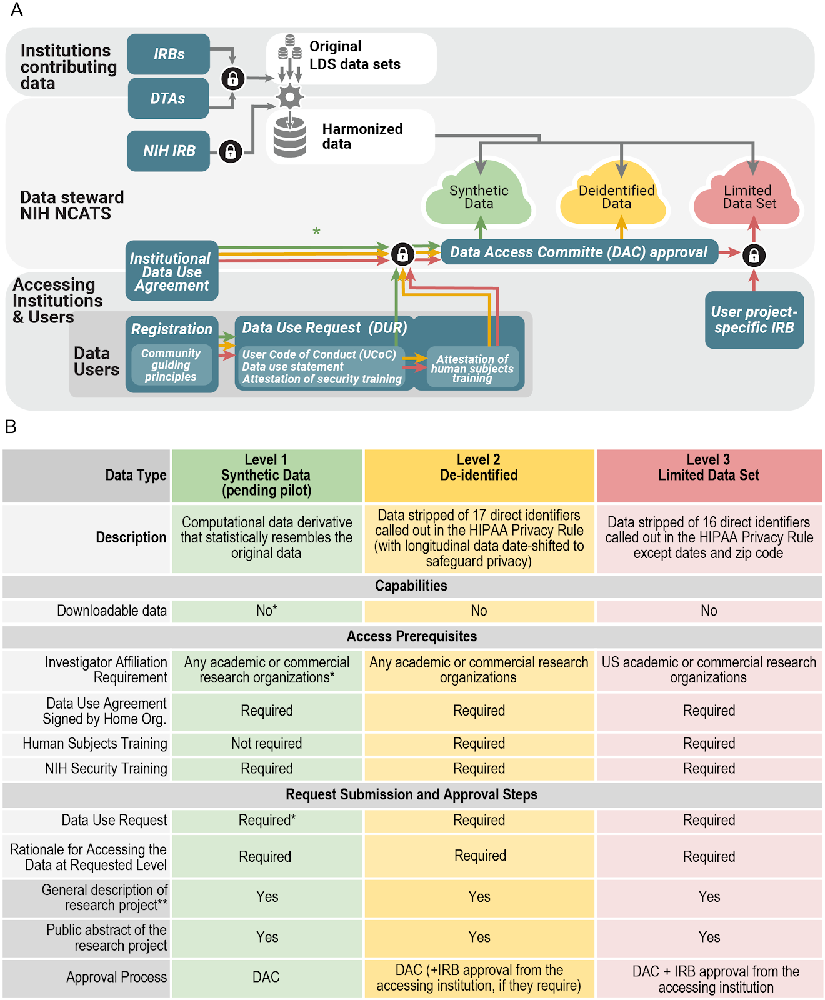 A
Institutions
contributing
data
IRBs
DTAs
Original
LDS data sets
NIH IRB
Harmonized
data
Data steward
NIH NCATS
Synthetic
Data
Deidentified
Data
Limited
Data Set
*
Institutional
Data Use
Agreement
Data Access Committe (DAC) approval
Accessing
Institutions
& Users
User project-
specific IRB
Data
Users
Registration
Community
guiding
principles
Data Use Request (DUR)
User Code of Conduct (UCoC)
Data use statement
Attestation of security training
Attestation of
human subjects
training
B
Data Type
Level 1
Synthetic Data
(pending pilot)
Level 2
De-identified
Level 3
Limited Data Set
Description
Computational data derivative
that statistically resembles the
original data
Data stripped of 17 direct identifiers
called out in the HIPAA Privacy Rule
(with longitudinal data date-shifted to
safeguard privacy)
Data stripped of 16 direct identifiers
called out in the HIPAA Privacy Rule
except dates and zip code
Capabilities
Downloadable data
No*
No
No
Access Prerequisites
Investigator Affiliation
Requirement
Any academic or commercial
research organizations*
Any academic or commercial research
organizations
US academic or commercial research
organizations
Data Use Agreement
Signed by Home Org.
Required
Required
Required
Human Subjects Training
Not required
Required
Required
NIH Security Training
Required
Required
Required
Request Submission and Approval Steps
Data Use Request
Required*
Required
Required
Rationale for Accessing the
Data at Requested Level
Required
Required
Required
General description of
research project**
Yes
Yes
Yes
Public abstract of the
research project
Yes
Yes
Yes
Approval Process
DAC
DAC (+IRB approval from the
accessing institution, if they require)
DAC + IRB approval from the
accessing institution